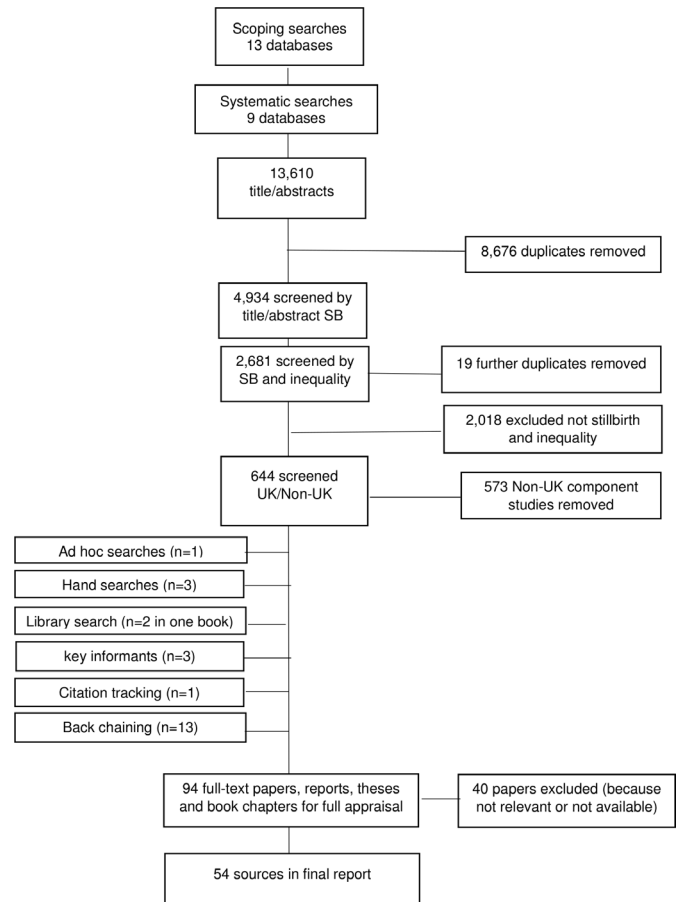 Scoping searches
13 databases
Systematic searches
9 databases
13,610
title/abstracts
8,676 duplicates removed
4,934 screened by
title/abstract SB
2,681 screened by
SB and inequality
19 further duplicates removed
2,018 excluded not stillbirth
and inequality
644 screened
UK/Non-UK
573 Non-UK component
studies removed
Ad hoc searches (n=1)
Hand searches (n=3)
Library search (n=2 in one book)
key informants (n=3)
Citation tracking (n=1)
Back chaining (n=13)
94 full-text papers, reports, theses
and book chapters for full appraisal
40 papers excluded (because
not relevant or not available)
54 sources in final report